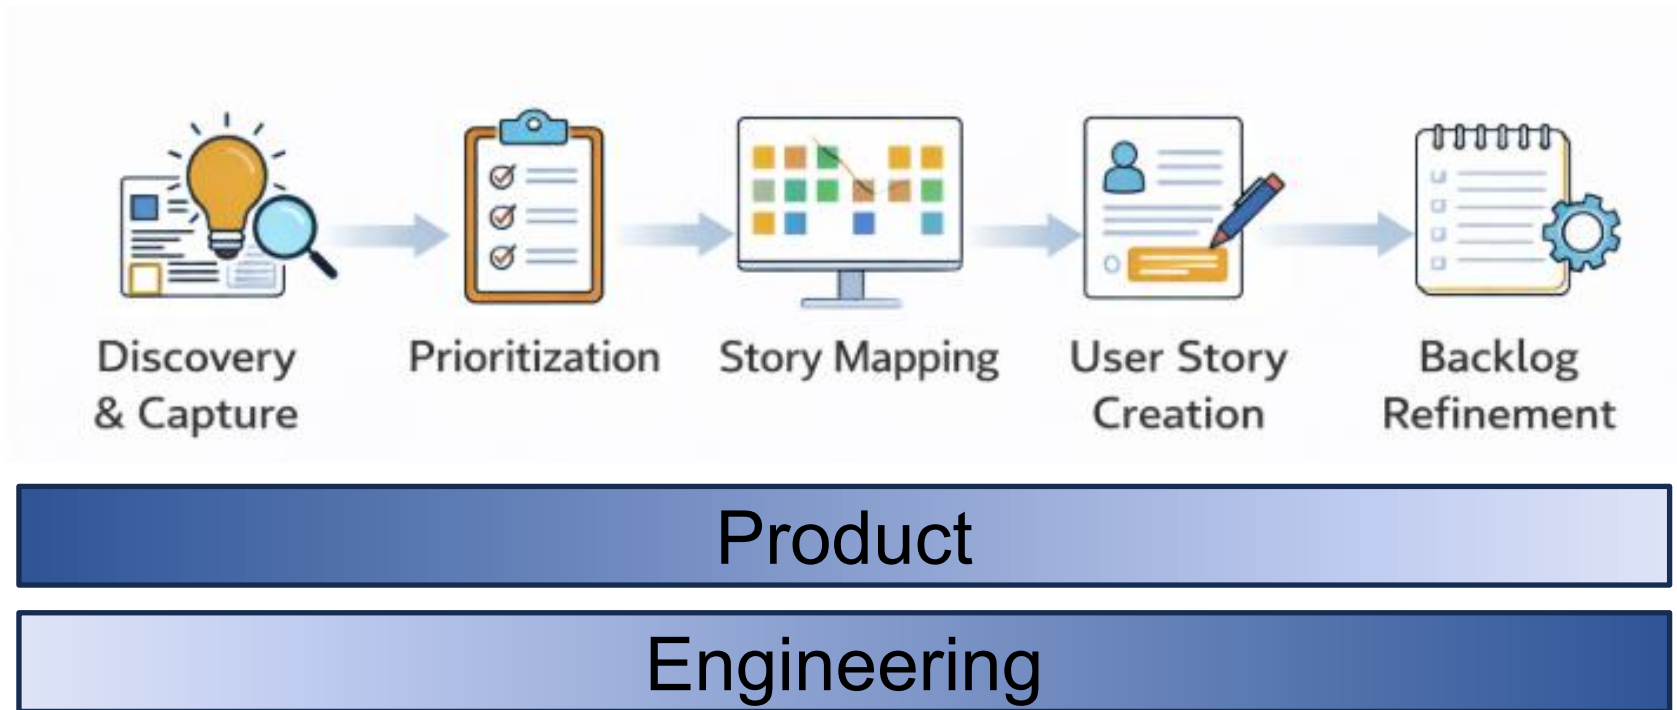 Discovery
& Capture
Prioritization
Story Mapping
User Story
Creation
Backlog
Refinement
Product
Engineering